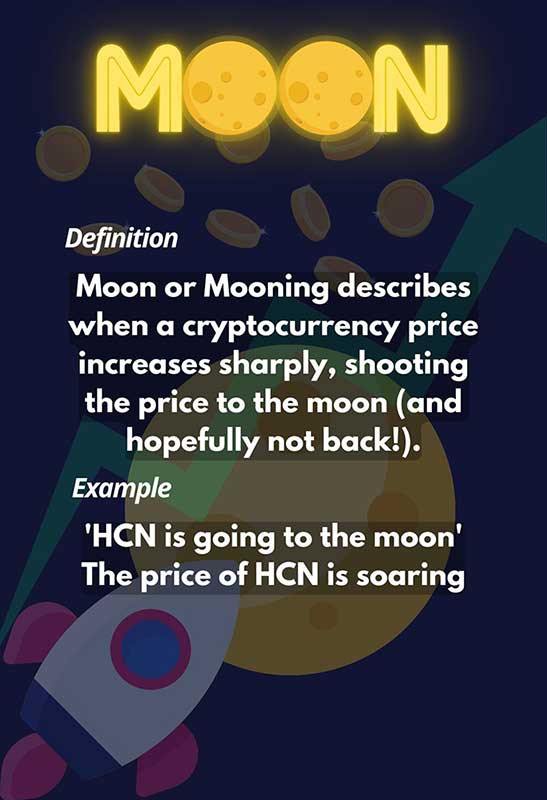 MOON
Definition
Moon or Mooning describes
when a cryptocurrency price
increases sharply, shooting
the price to the moon (and
hopefully not back!).
Example
'HCN is going to the moon'
The price of HCN is soaring